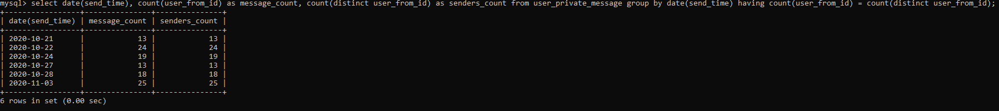 mysql> select date(send_time), count(user_from_id) as message_count, count(distinct user_from_id) as senders_count from user_private_message group by date(send_time) having count(user_from_id) = count(distinct user_from_id);
+-----------------+---------------+---------------+
| date(send_time) | message_count | senders_count |
+-----------------+---------------+---------------+
| 2020-10-21      |            13 |            13 |
| 2020-10-22      |            24 |            24 |
| 2020-10-24      |            19 |            19 |
| 2020-10-27      |            13 |            13 |
| 2020-10-28      |            18 |            18 |
| 2020-11-03      |            25 |            25 |
+-----------------+---------------+---------------+
6 rows in set (0.00 sec)